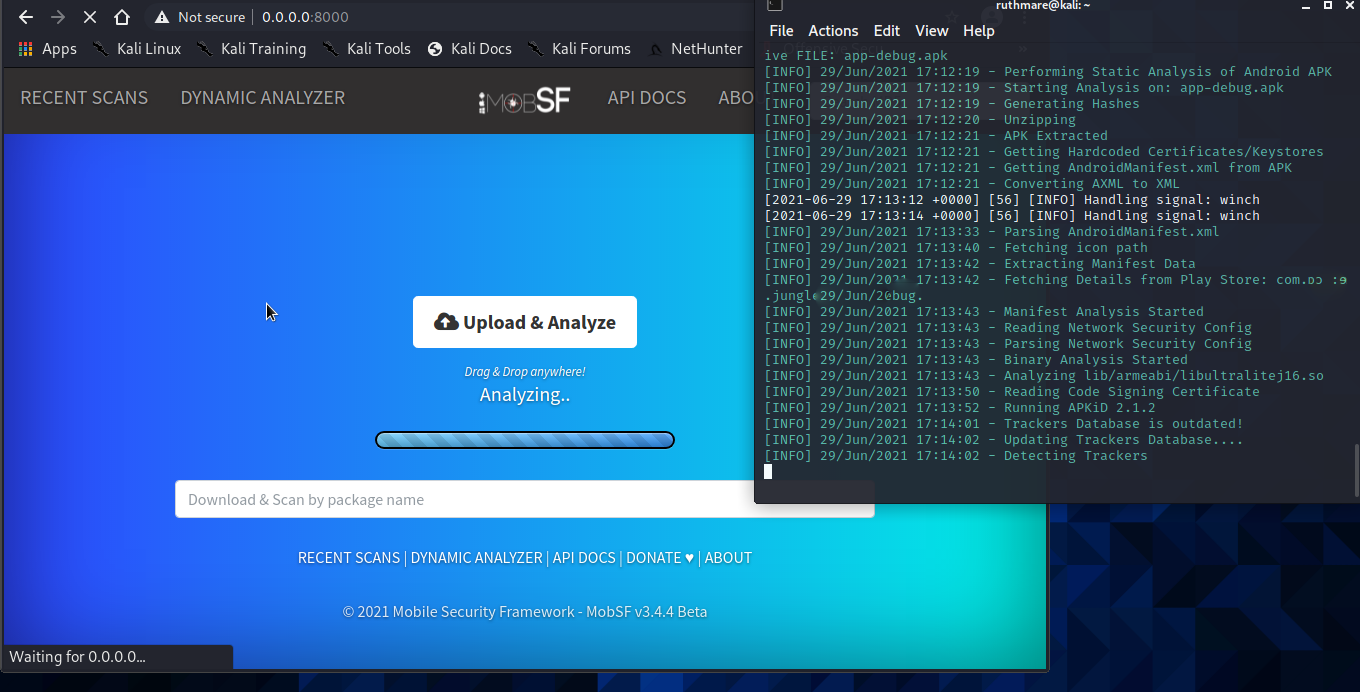 Not secure | 0.0.0.0:8000
Apps Kali Linux Kali Training Kali Tools Kali Docs Kali Forums NetHunter
RECENT SCANS DYNAMIC ANALYZER MobSF API DOCS ABO
Upload & Analyze
Drag & Drop anywhere!
Analyzing..
Download & Scan by package name
RECENT SCANS | DYNAMIC ANALYZER | API DOCS | DONATE ♥ | ABOUT
© 2021 Mobile Security Framework - MobSF v3.4.4 Beta
Waiting for 0.0.0.0...
ruthmare@kali: ~
File Actions Edit View Help
ive FILE: app-debug.apk
[INFO] 29/Jun/2021 17:12:19 - Performing Static Analysis of Android APK
[INFO] 29/Jun/2021 17:12:19 - Starting Analysis on: app-debug.apk
[INFO] 29/Jun/2021 17:12:19 - Generating Hashes
[INFO] 29/Jun/2021 17:12:20 - Unzipping
[INFO] 29/Jun/2021 17:12:21 - APK Extracted
[INFO] 29/Jun/2021 17:12:21 - Getting Hardcoded Certificates/Keystores
[INFO] 29/Jun/2021 17:12:21 - Getting AndroidManifest.xml from APK
[INFO] 29/Jun/2021 17:12:21 - Converting AXML to XML
[2021-06-29 17:13:12 +0000] [56] [INFO] Handling signal: winch
[2021-06-29 17:13:14 +0000] [56] [INFO] Handling signal: winch
[INFO] 29/Jun/2021 17:13:33 - Parsing AndroidManifest.xml
[INFO] 29/Jun/2021 17:13:40 - Fetching icon path
[INFO] 29/Jun/2021 17:13:42 - Extracting Manifest Data
[INFO] 29/Jun/2021 17:13:42 - Fetching Details from Play Store:
[INFO] 29/Jun/2021 17:13:43 - Manifest Analysis Started
[INFO] 29/Jun/2021 17:13:43 - Reading Network Security Config
[INFO] 29/Jun/2021 17:13:43 - Parsing Network Security Config
[INFO] 29/Jun/2021 17:13:43 - Binary Analysis Started
[INFO] 29/Jun/2021 17:13:43 - Analyzing lib/armeabi/libultralitej16.so
[INFO] 29/Jun/2021 17:13:50 - Reading Code Signing Certificate
[INFO] 29/Jun/2021 17:13:52 - Running APKiD 2.1.2
[INFO] 29/Jun/2021 17:14:01 - Trackers Database is outdated!
[INFO] 29/Jun/2021 17:14:02 - Updating Trackers Database....
[INFO] 29/Jun/2021 17:14:02 - Detecting Trackers